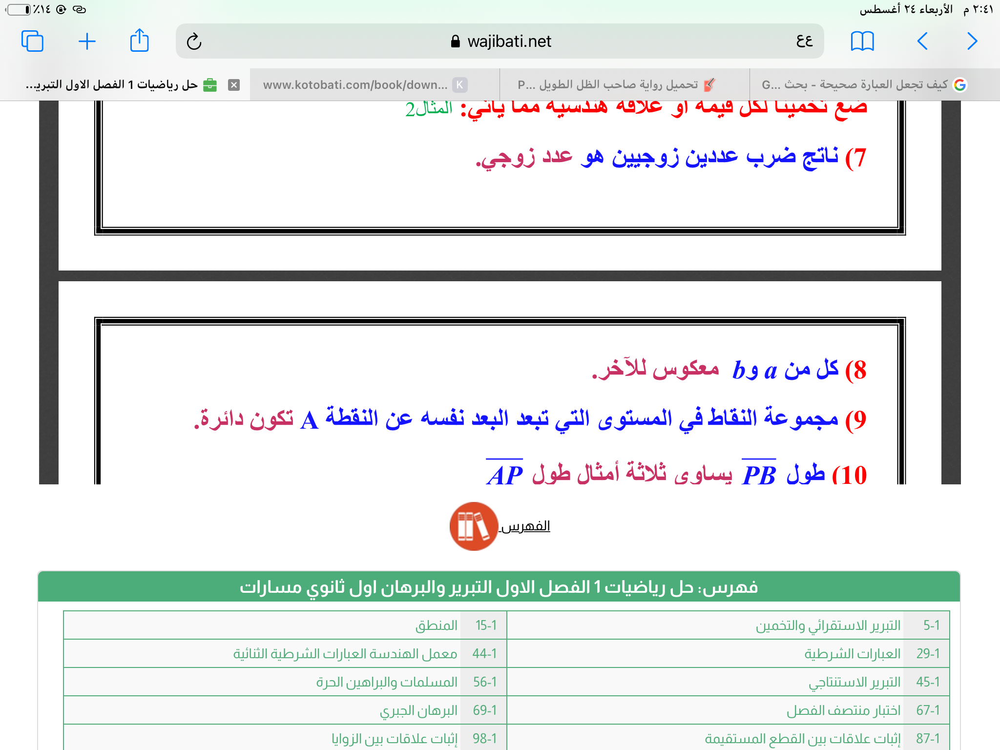 ٢:٤١ م الأربعاء ٢٤ أغسطس
٪١٤
wajibati.net
عع
كيف تجعل العبارة صحيحة - بحث G...
تحميل رواية صاحب الظل الطويل P...
K www.kotobati.com/book/down...
حل رياضيات 1 الفصل الاول التبريـ...
ضع تخمينا لكل قيمة او علاقة هندسية مما يأتي: المثال2
7) ناتج ضرب عددين زوجيين هو عدد زوجي.
8) كل من a وb معكوس للآخر.
9) مجموعة النقاط في المستوى التي تبعد البعد نفسه عن النقطة A تكون دائرة.
10) طول PB يساوي ثلاثة أمثال طول AP
الفهرس
فهرس: حل رياضيات 1 الفصل الاول التبرير والبرهان اول ثانوي مسارات
5-1 التبرير الاستقرائي والتخمين 15-1 المنطق
29-1 العبارات الشرطية 44-1 معمل الهندسة العبارات الشرطية الثنائية
45-1 التبرير الاستنتاجي 56-1 المسلمات والبراهين الحرة
67-1 اختبار منتصف الفصل 69-1 البرهان الجبري
87-1 إثبات علاقات بين القطع المستقيمة 98-1 إثبات علاقات بين الزوايا